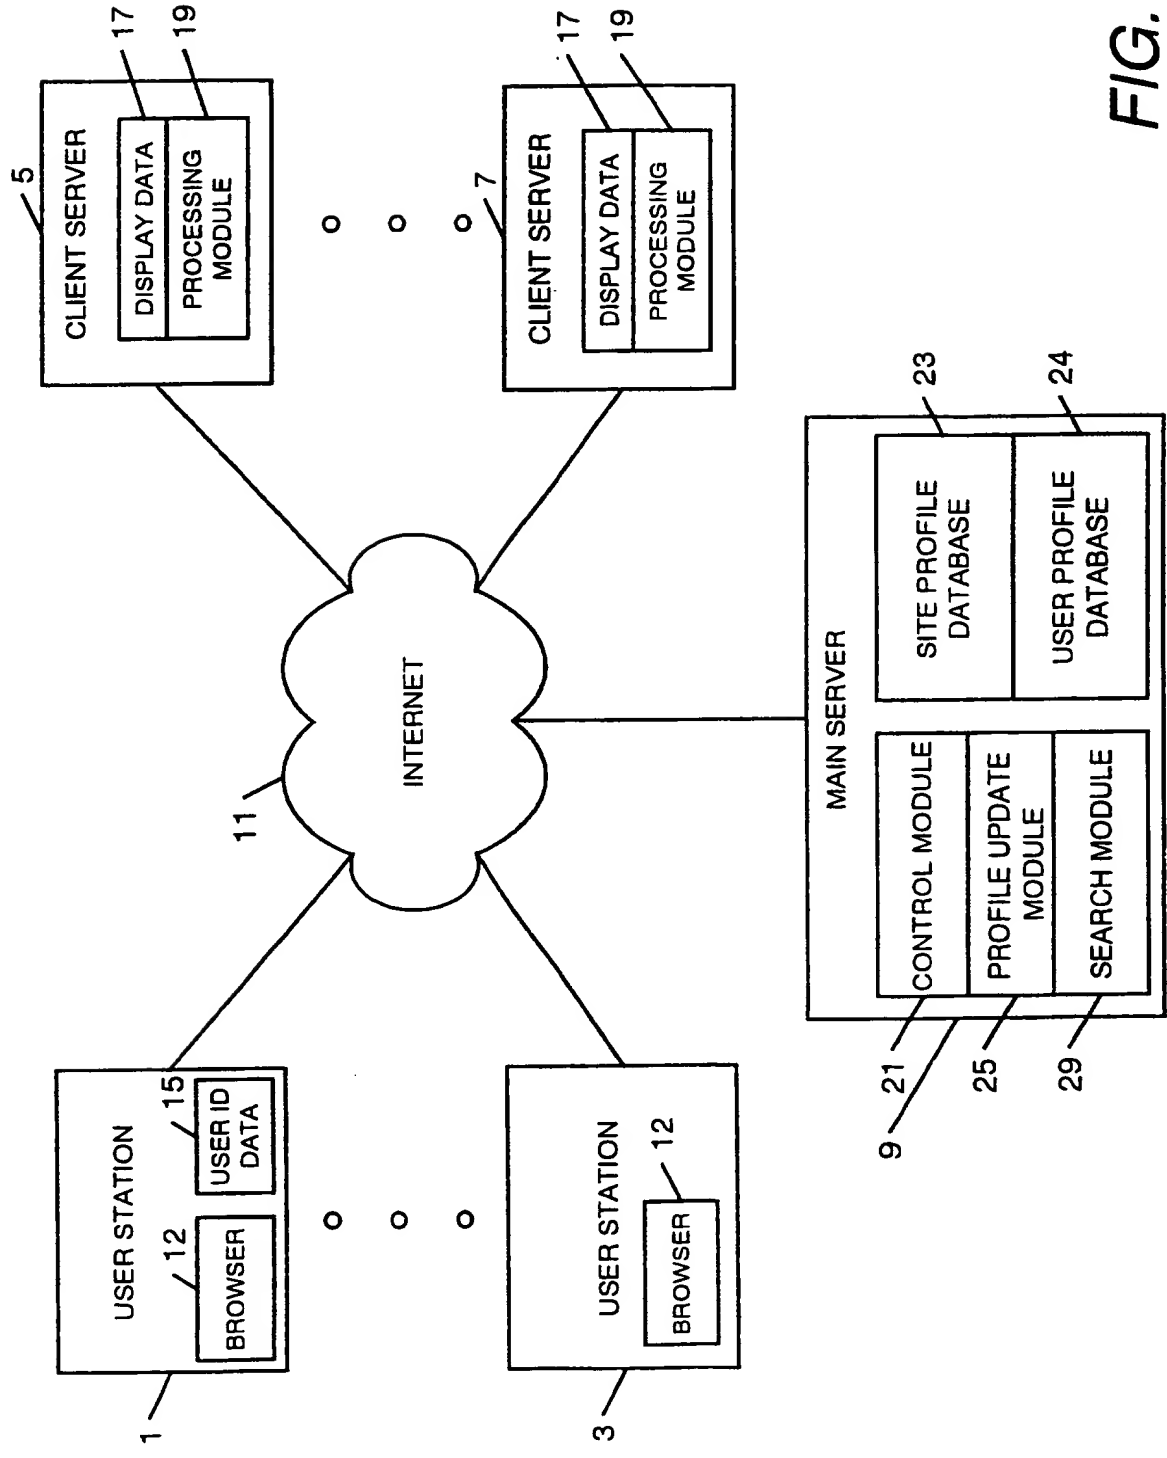 1
USER STATION
12
BROWSER
15
USER ID
DATA
3
USER STATION
12
BROWSER
11
INTERNET
5
CLIENT SERVER
17
DISPLAY DATA
19
PROCESSING
MODULE
7
CLIENT SERVER
17
DISPLAY DATA
19
PROCESSING
MODULE
9
MAIN SERVER
21
CONTROL MODULE
25
PROFILE UPDATE
MODULE
29
SEARCH MODULE
23
SITE PROFILE
DATABASE
24
USER PROFILE
DATABASE
FIG.